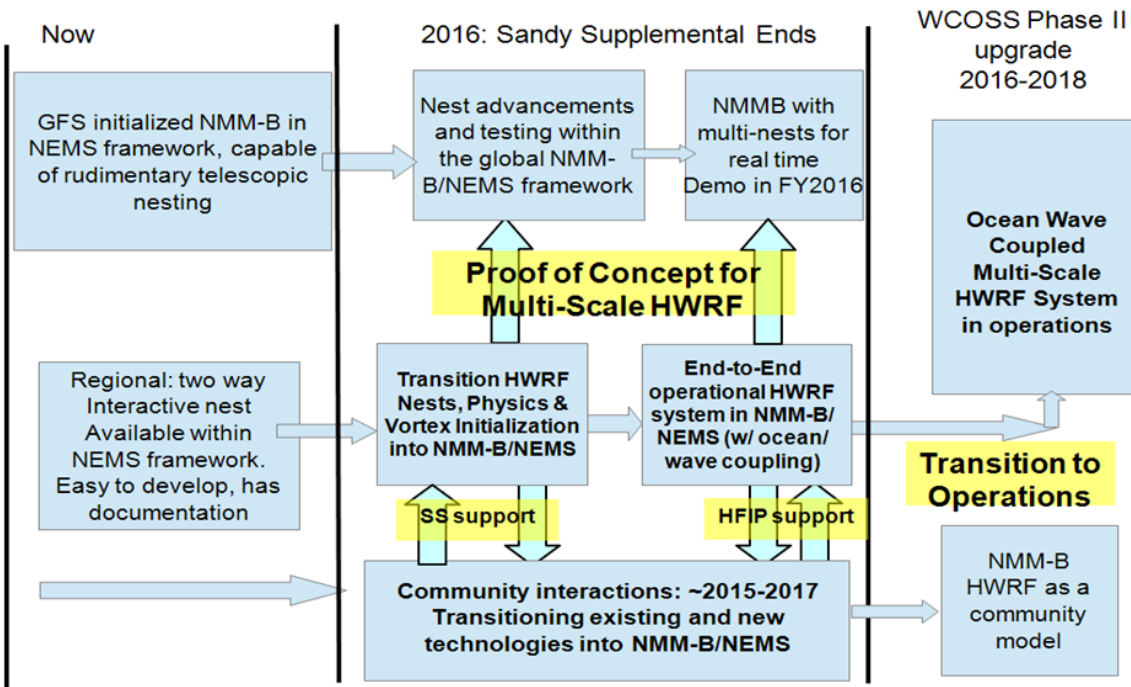 Now
2016: Sandy Supplemental Ends
WCOSS Phase II
upgrade
2016-2018
GFS initialized NMM-B in
NEMS framework, capable
of rudimentary telescopic
nesting
Nest advancements
and testing within
the global NMM-
B/NEMS framework
NMMB with
multi-nests for
real time
Demo in FY2016
Ocean Wave
Coupled
Multi-Scale
HWRF System
in operations
Proof of Concept for
Multi-Scale HWRF
Regional: two way
Interactive nest
Available within
NEMS framework.
Easy to develop, has
documentation
Transition HWRF
Nests, Physics &
Vortex Initialization
into NMM-B/NEMS
End-to-End
operational HWRF
system in NMM-B/
NEMS (w/ ocean/
wave coupling)
Transition to
Operations
SS support
HFIP support
Community interactions: ~2015-2017
Transitioning existing and new
technologies into NMM-B/NEMS
NMM-B
HWRF as a
community
model